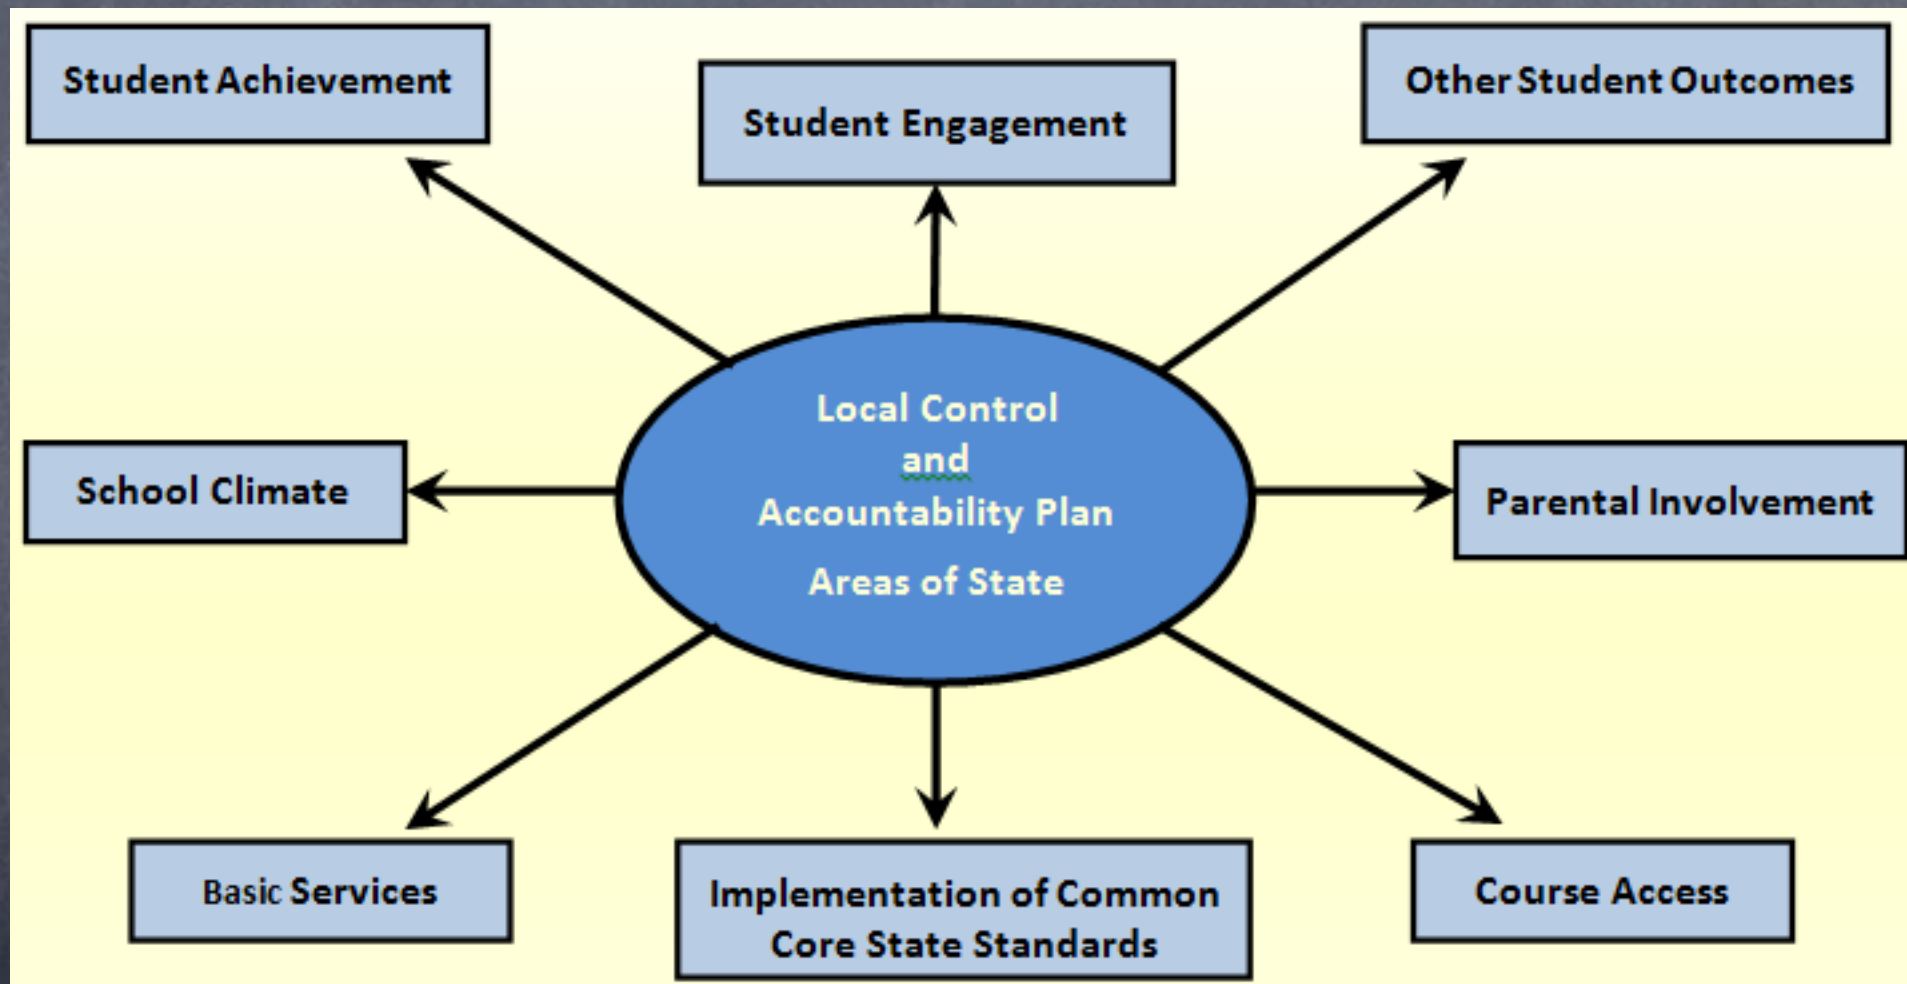 Student Achievement
Student Engagement
Other Student Outcomes
Local Control
and
Accountability Plan
Areas of State
School Climate
Parental Involvement
Basic Services
Implementation of Common
Core State Standards
Course Access